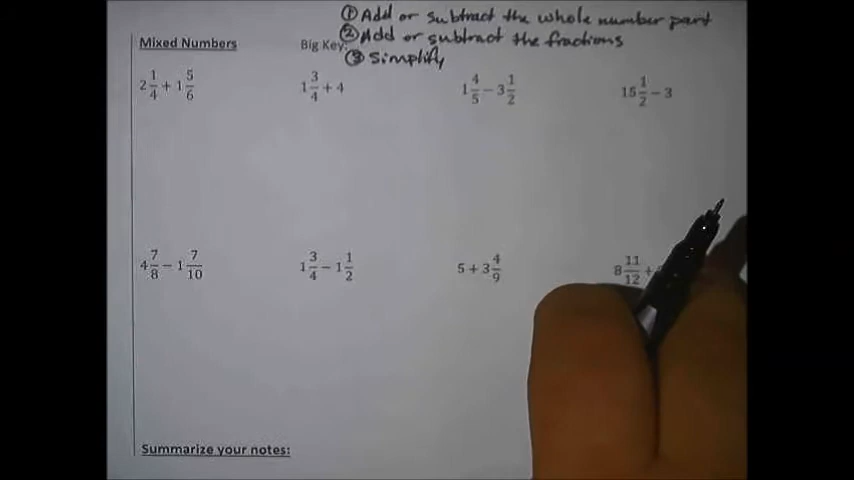 ① Add or subtract the whole number part
② Add or subtract the fractions
Mixed Numbers Big Key: ③ Simplify
2 1/4 + 1 5/6 1 3/4 + 4 1 4/5 − 3 1/2 15 1/2 − 3
4 7/8 − 1 7/10 1 3/4 − 1 1/2 5 + 3 4/9 8 11/12 +
Summarize your notes: